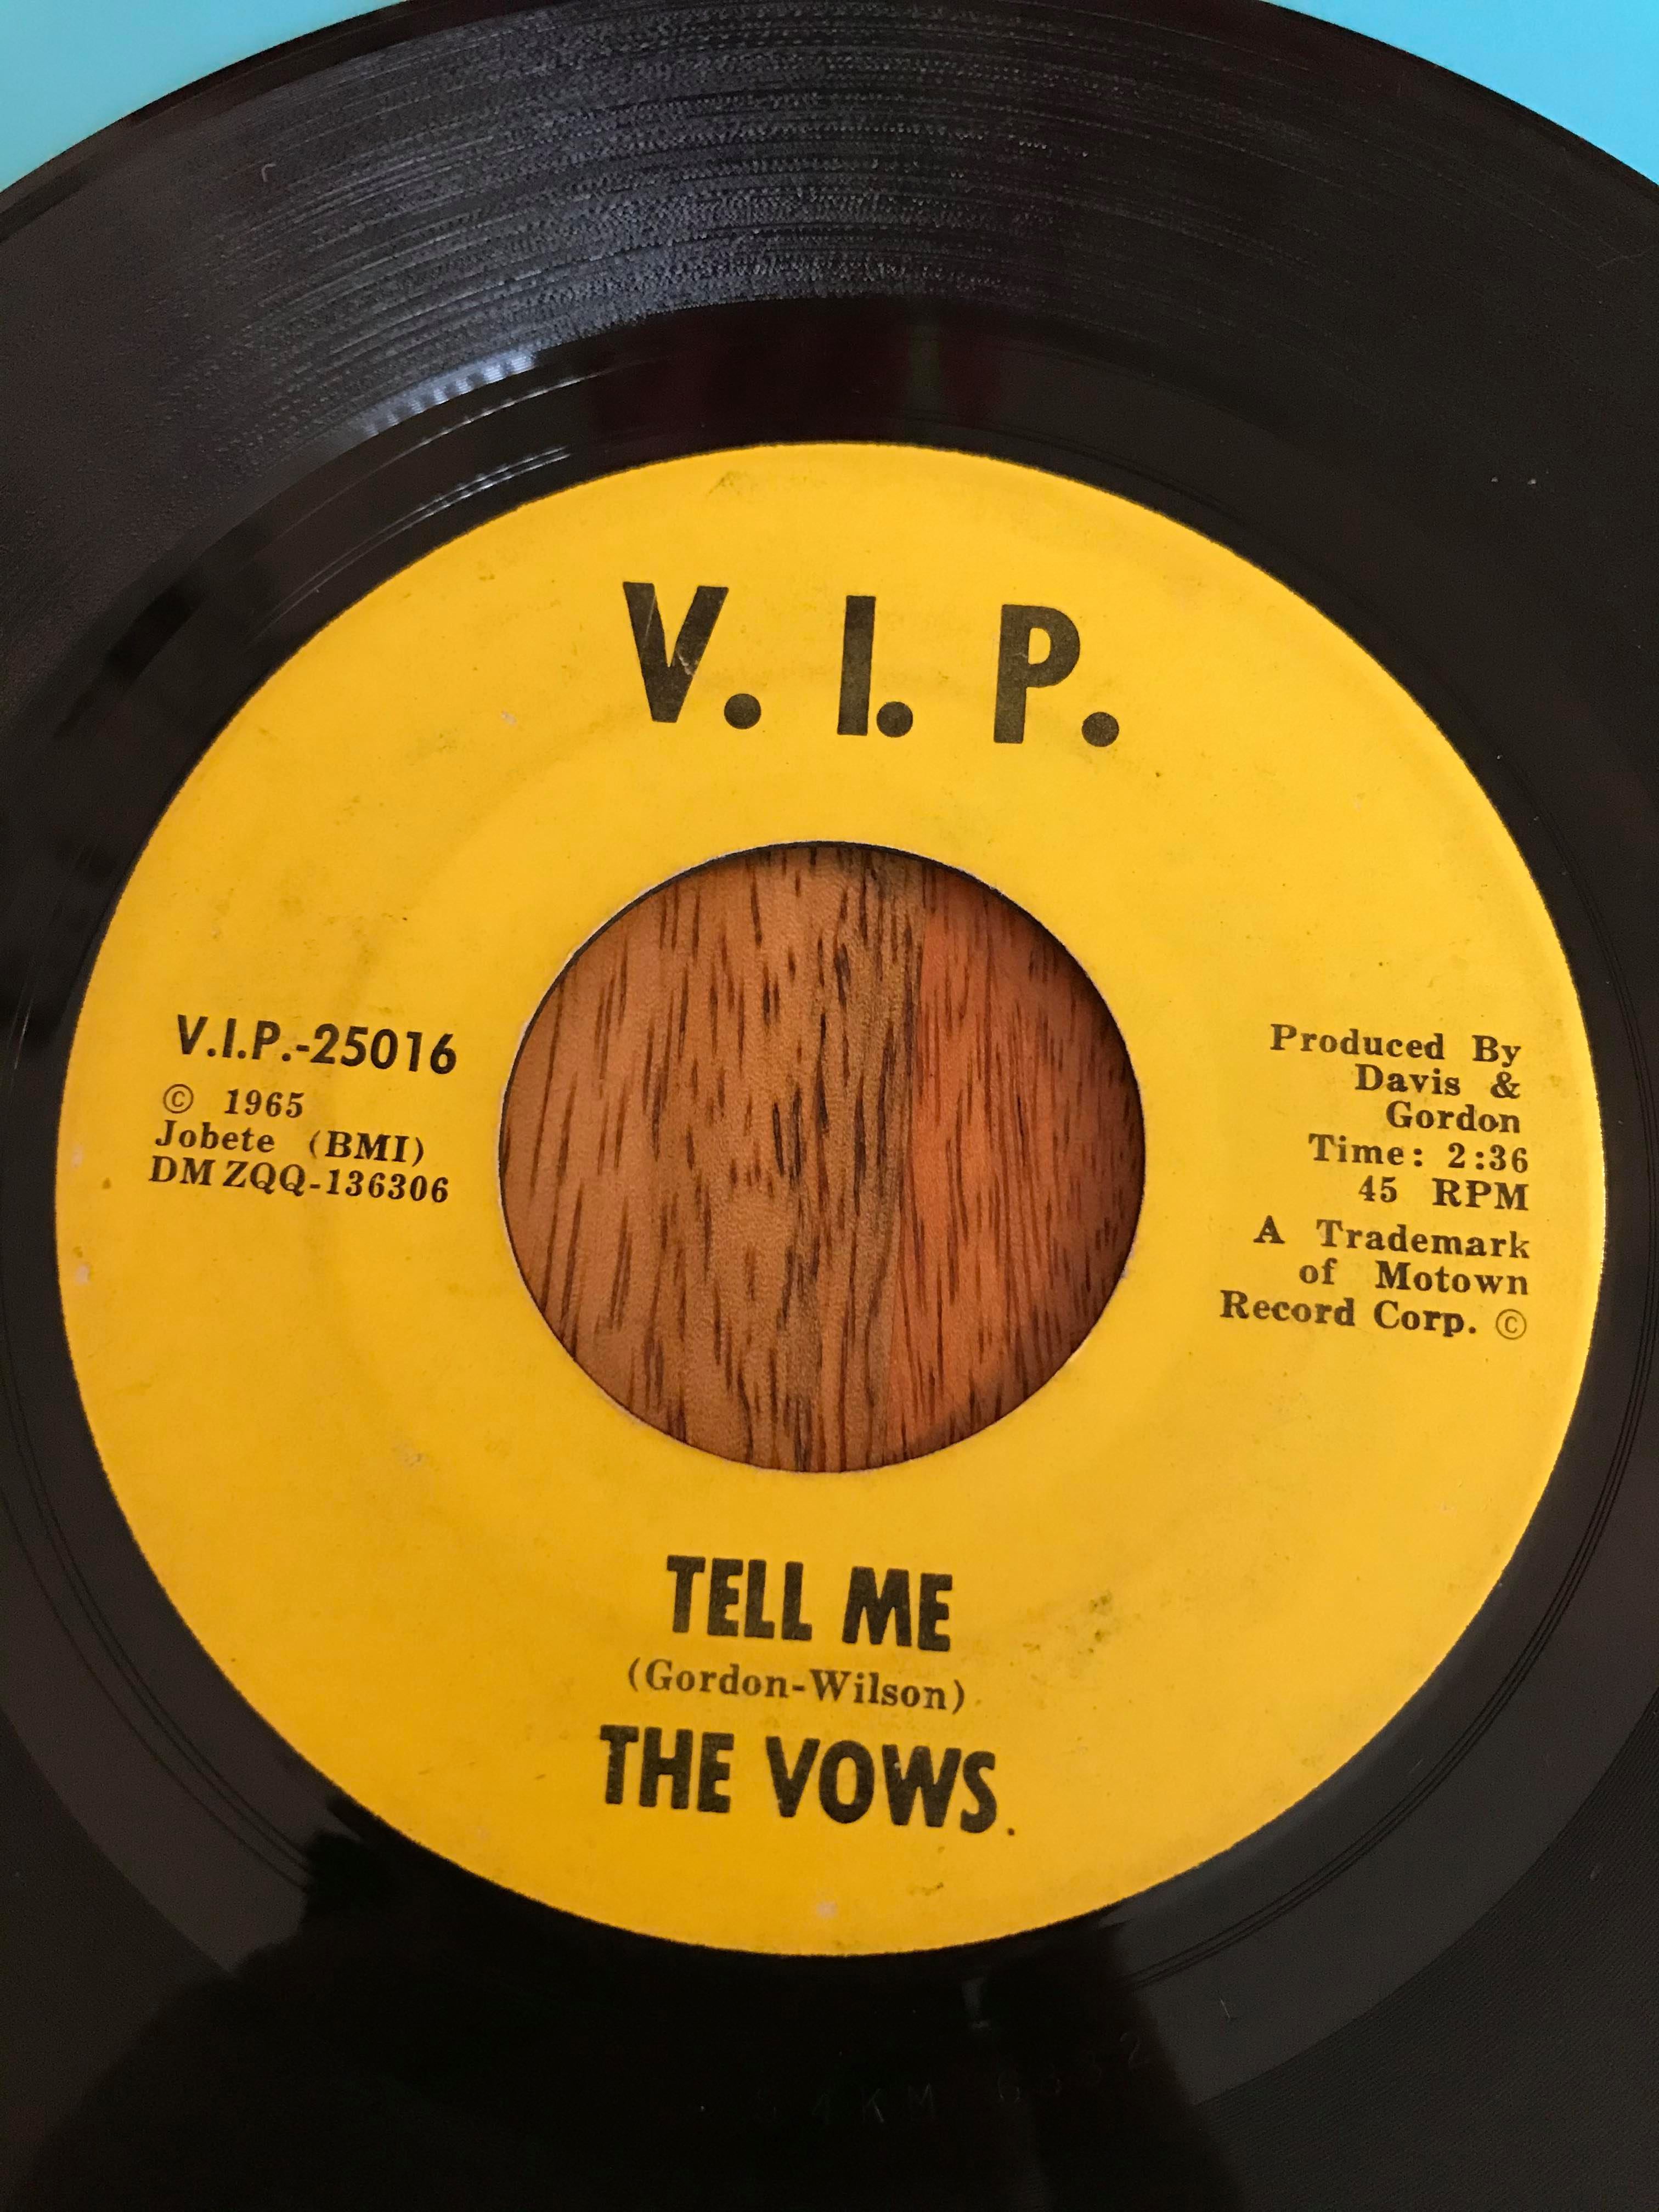 V. I. P.
V.I.P.-25016
© 1965
Jobete (BMI)
DM ZQQ-136306
Produced By
Davis &
Gordon
Time: 2:36
45 RPM
A Trademark
of Motown
Record Corp. ©
TELL ME
(Gordon-Wilson)
THE VOWS.